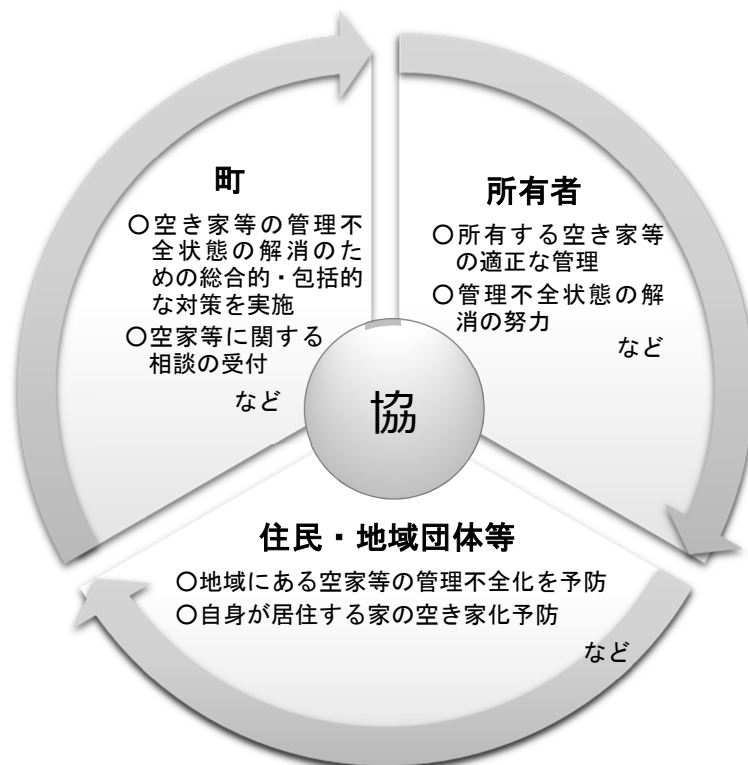 町
〇空き家等の管理不
全状態の解消のた
めの総合的・包括的
な対策を実施
〇空家等に関する
相談の受付
など
所有者
〇所有する空き家等
の適正な管理
〇管理不全状態の解
消の努力
など
協
住民・地域団体等
〇地域にある空家等の管理不全化を予防
〇自身が居住する家の空き家化予防
など